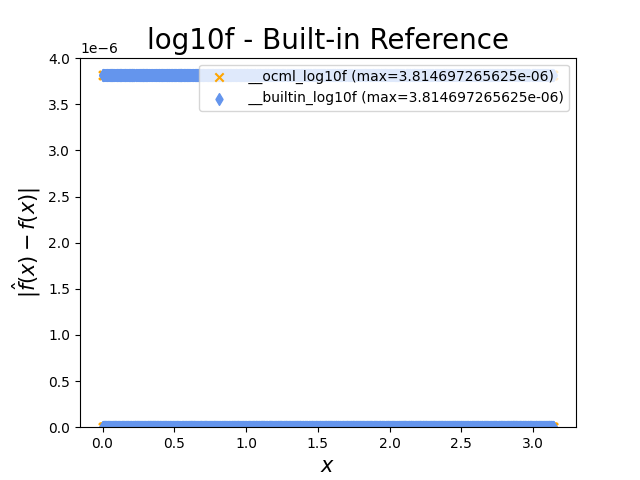 log10f - Built-in Reference
1e−6
4.0
3.5
3.0
2.5
2.0
1.5
1.0
0.5
0.0
|f̂(x) − f(x)|
__ocml_log10f (max=3.814697265625e-06)
__builtin_log10f (max=3.814697265625e-06)
0.0 0.5 1.0 1.5 2.0 2.5 3.0
x